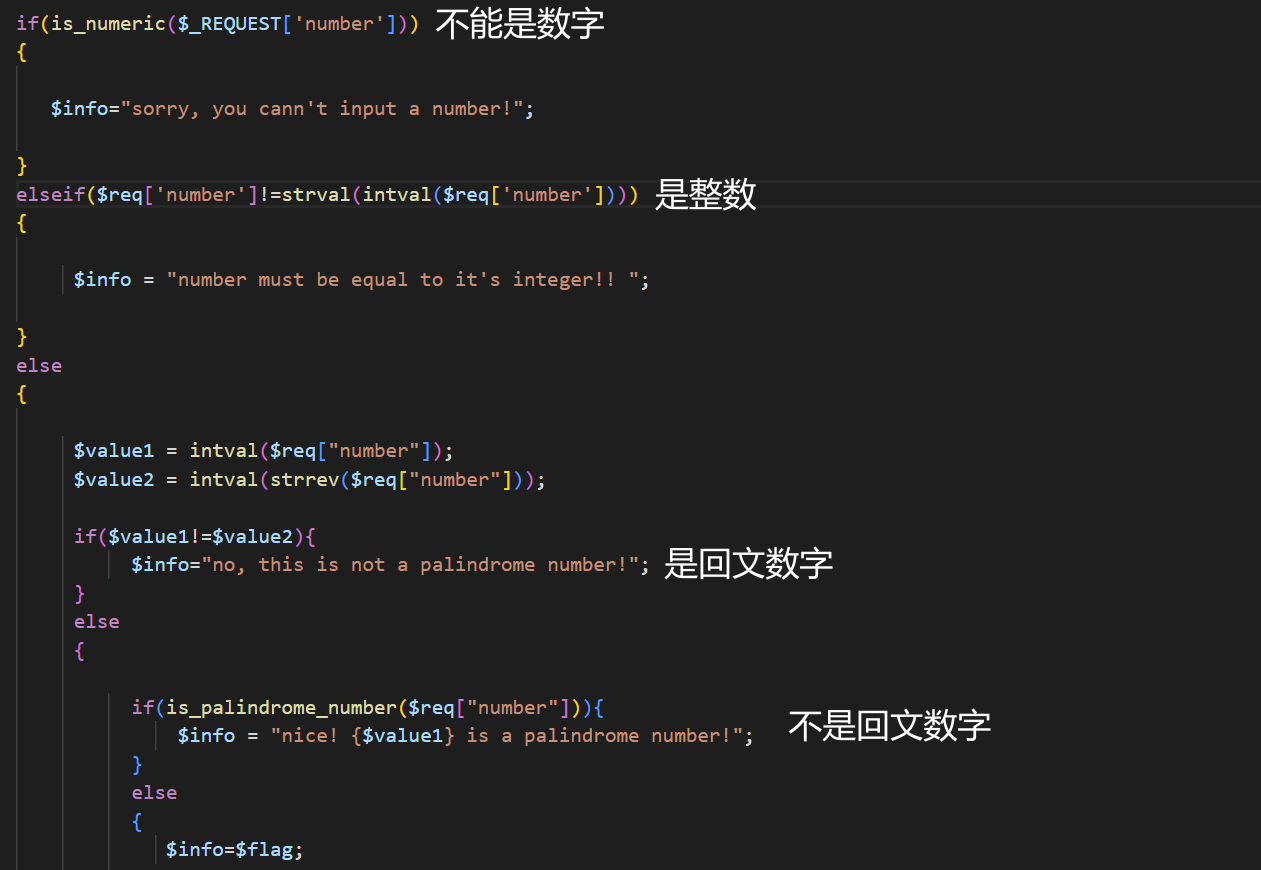 if(is_numeric($_REQUEST['number'])) 不能是数字
{
$info="sorry, you cann't input a number!";
}
elseif($req['number']!=strval(intval($req['number']))) 是整数
{
$info = "number must be equal to it's integer!! ";
}
else
{
$value1 = intval($req["number"]);
$value2 = intval(strrev($req["number"]));
if($value1!=$value2){
$info="no, this is not a palindrome number!"; 是回文数字
}
else
{
if(is_palindrome_number($req["number"])){
$info = "nice! {$value1} is a palindrome number!"; 不是回文数字
}
else
{
$info=$flag;